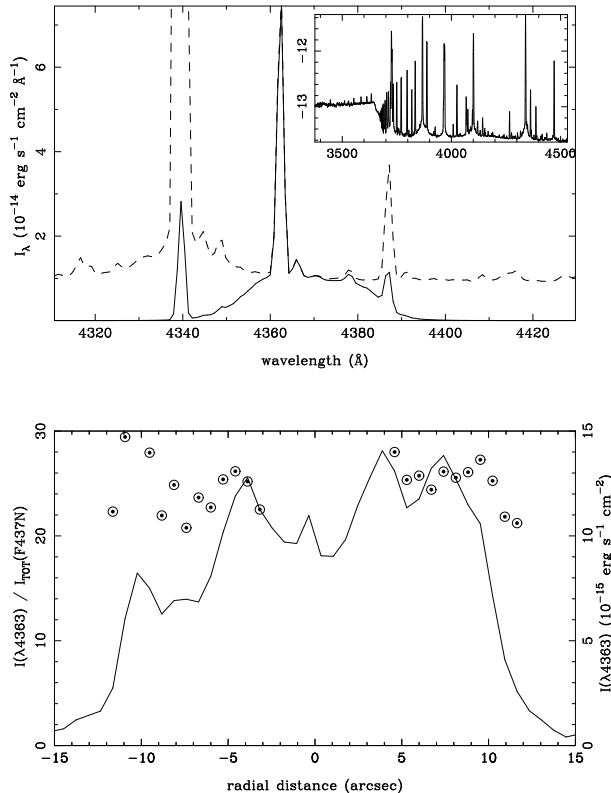 6
4
2
I_λ (10⁻¹⁴ erg s⁻¹ cm⁻² Å⁻¹)
−12
−13
3500 4000 4500
4320 4340 4360 4380 4400 4420
wavelength (Å)
30
20
10
0
I(λ4363) / I_TOT(F437N)
15
10
5
0
I(λ4363) (10⁻¹⁵ erg s⁻¹ cm⁻²)
−15 −10 −5 0 5 10 15
radial distance (arcsec)